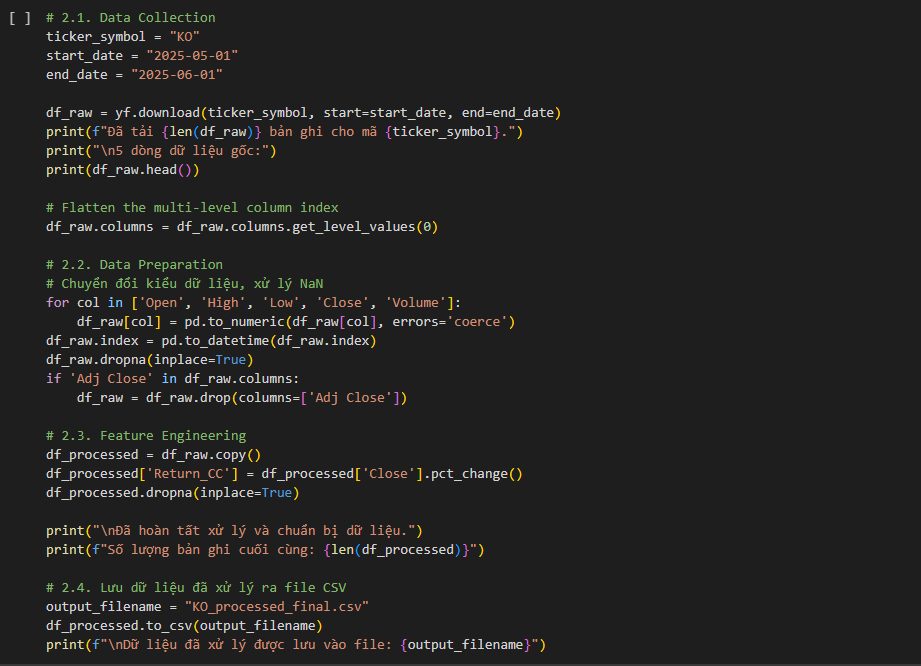 [ ] # 2.1. Data Collection
ticker_symbol = "KO"
start_date = "2025-05-01"
end_date = "2025-06-01"

df_raw = yf.download(ticker_symbol, start=start_date, end=end_date)
print(f"Đã tải {len(df_raw)} bản ghi cho mã {ticker_symbol}.")
print("\n5 dòng dữ liệu gốc:")
print(df_raw.head())

# Flatten the multi-level column index
df_raw.columns = df_raw.columns.get_level_values(0)

# 2.2. Data Preparation
# Chuyển đổi kiểu dữ liệu, xử lý NaN
for col in ['Open', 'High', 'Low', 'Close', 'Volume']:
    df_raw[col] = pd.to_numeric(df_raw[col], errors='coerce')
df_raw.index = pd.to_datetime(df_raw.index)
df_raw.dropna(inplace=True)
if 'Adj Close' in df_raw.columns:
    df_raw = df_raw.drop(columns=['Adj Close'])

# 2.3. Feature Engineering
df_processed = df_raw.copy()
df_processed['Return_CC'] = df_processed['Close'].pct_change()
df_processed.dropna(inplace=True)

print("\nĐã hoàn tất xử lý và chuẩn bị dữ liệu.")
print(f"Số lượng bản ghi cuối cùng: {len(df_processed)}")

# 2.4. Lưu dữ liệu đã xử lý ra file CSV
output_filename = "KO_processed_final.csv"
df_processed.to_csv(output_filename)
print(f"\nDữ liệu đã xử lý được lưu vào file: {output_filename}")